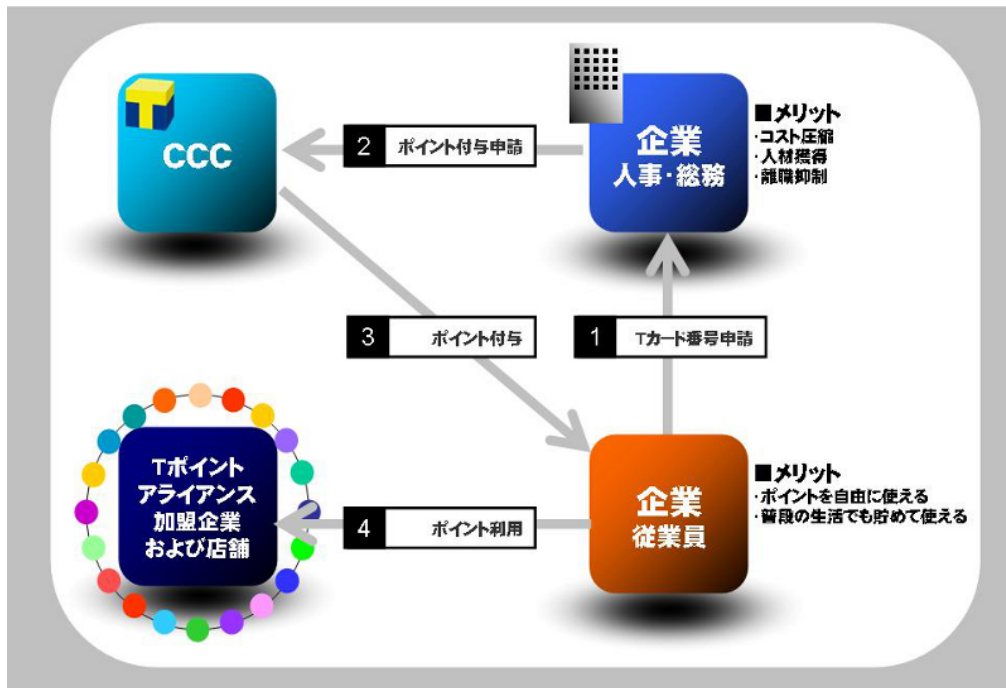 T
CCC
2 ポイント付与申請
企業
人事・総務
■メリット
・コスト圧縮
・人材獲得
・離職抑制
3 ポイント付与
1 Tカード番号申請
Tポイント
アライアンス
加盟企業
および店舗
4 ポイント利用
企業
従業員
■メリット
・ポイントを自由に使える
・普段の生活でも貯めて使える